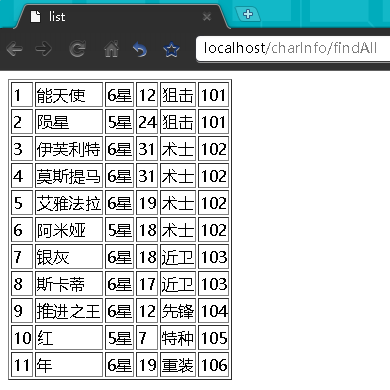 list
localhost/charInfo/findAll
1 能天使 6星 12 狙击 101
2 陨星 5星 24 狙击 101
3 伊芙利特 6星 31 术士 102
4 莫斯提马 6星 31 术士 102
5 艾雅法拉 6星 19 术士 102
6 阿米娅 5星 18 术士 102
7 银灰 6星 18 近卫 103
8 斯卡蒂 6星 17 近卫 103
9 推进之王 6星 12 先锋 104
10 红 5星 7 特种 105
11 年 6星 19 重装 106